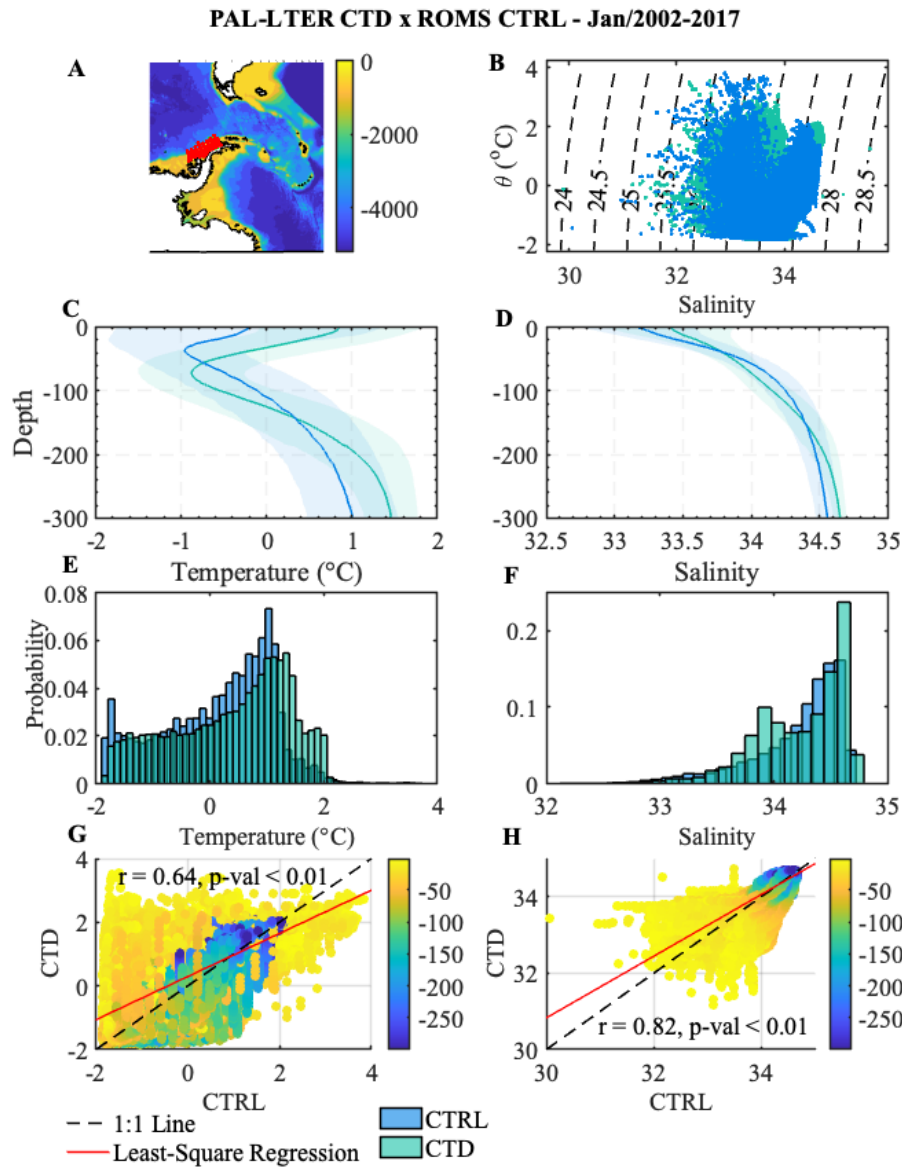 PAL-LTER CTD x ROMS CTRL - Jan/2002-2017
A
0
-2000
-4000
B
4
2
0
-2
θ (°C)
24
24.5
25
28
28.5
30
32
34
Salinity
C
0
-100
-200
-300
Depth
-2
-1
0
1
2
Temperature (°C)
D
0
-100
-200
-300
32.5
33
33.5
34
34.5
35
Salinity
E
0.08
0.06
0.04
0.02
0
Probability
-2
0
2
4
Temperature (°C)
F
0.2
0.1
0
32
33
34
35
Salinity
G
4
2
0
-2
CTD
r = 0.64, p-val < 0.01
-2
0
2
4
CTRL
-50
-100
-150
-200
-250
H
34
32
30
CTD
r = 0.82, p-val < 0.01
30
32
34
CTRL
-50
-100
-150
-200
-250
1:1 Line
Least-Square Regression
CTRL
CTD